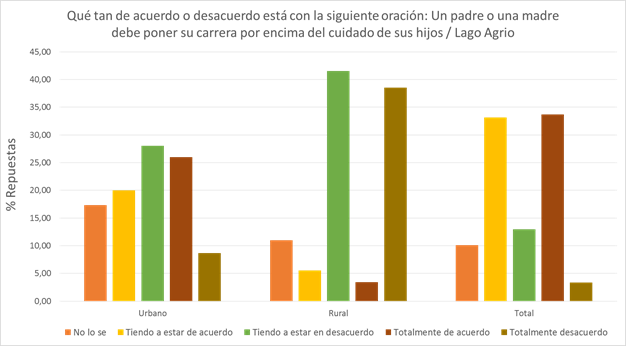 Qué tan de acuerdo o desacuerdo está con la siguiente oración: Un padre o una madre
debe poner su carrera por encima del cuidado de sus hijos / Lago Agrio
% Repuestas
45,00
40,00
35,00
30,00
25,00
20,00
15,00
10,00
5,00
0,00
Urbano Rural Total
No lo se Tiendo a estar de acuerdo Tiendo a estar en desacuerdo Totalmente de acuerdo Totalmente desacuerdo